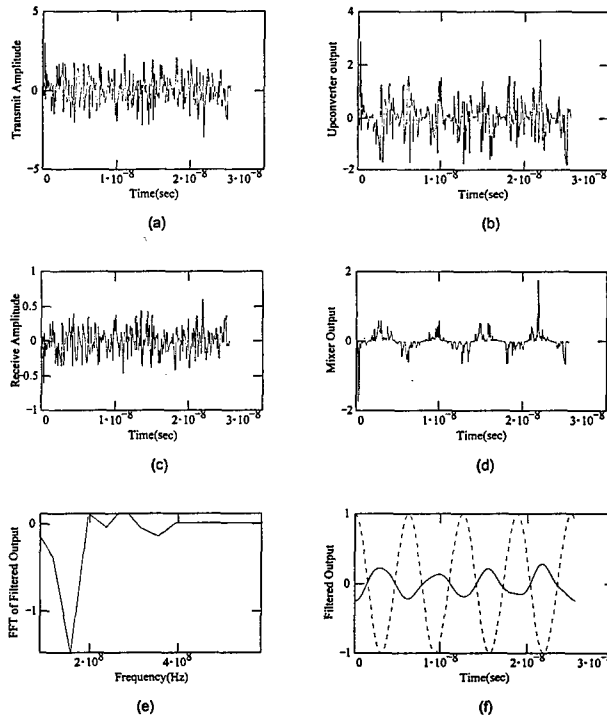 5
Transmit Amplitude
0
-5
0
1·10⁻⁸
2·10⁻⁸
3·10⁻⁸
Time(sec)
(a)
4
Upconverter output
2
0
-2
0
1·10⁻⁸
2·10⁻⁸
3·10⁻⁸
Time(sec)
(b)
1
Receive Amplitude
0.5
0
-0.5
-1
0
1·10⁻⁸
2·10⁻⁸
3·10⁻⁸
Time(sec)
(c)
2
Mixer Output
0
-2
0
1·10⁻⁸
2·10⁻⁸
3·10⁻⁸
Time(sec)
(d)
FFT of Filtered Output
0
-1
2·10⁸
4·10⁸
Frequency(Hz)
(e)
1
Filtered Output
0
-1
0
1·10⁻⁸
2·10⁻⁸
3·10⁻⁸
Time(sec)
(f)